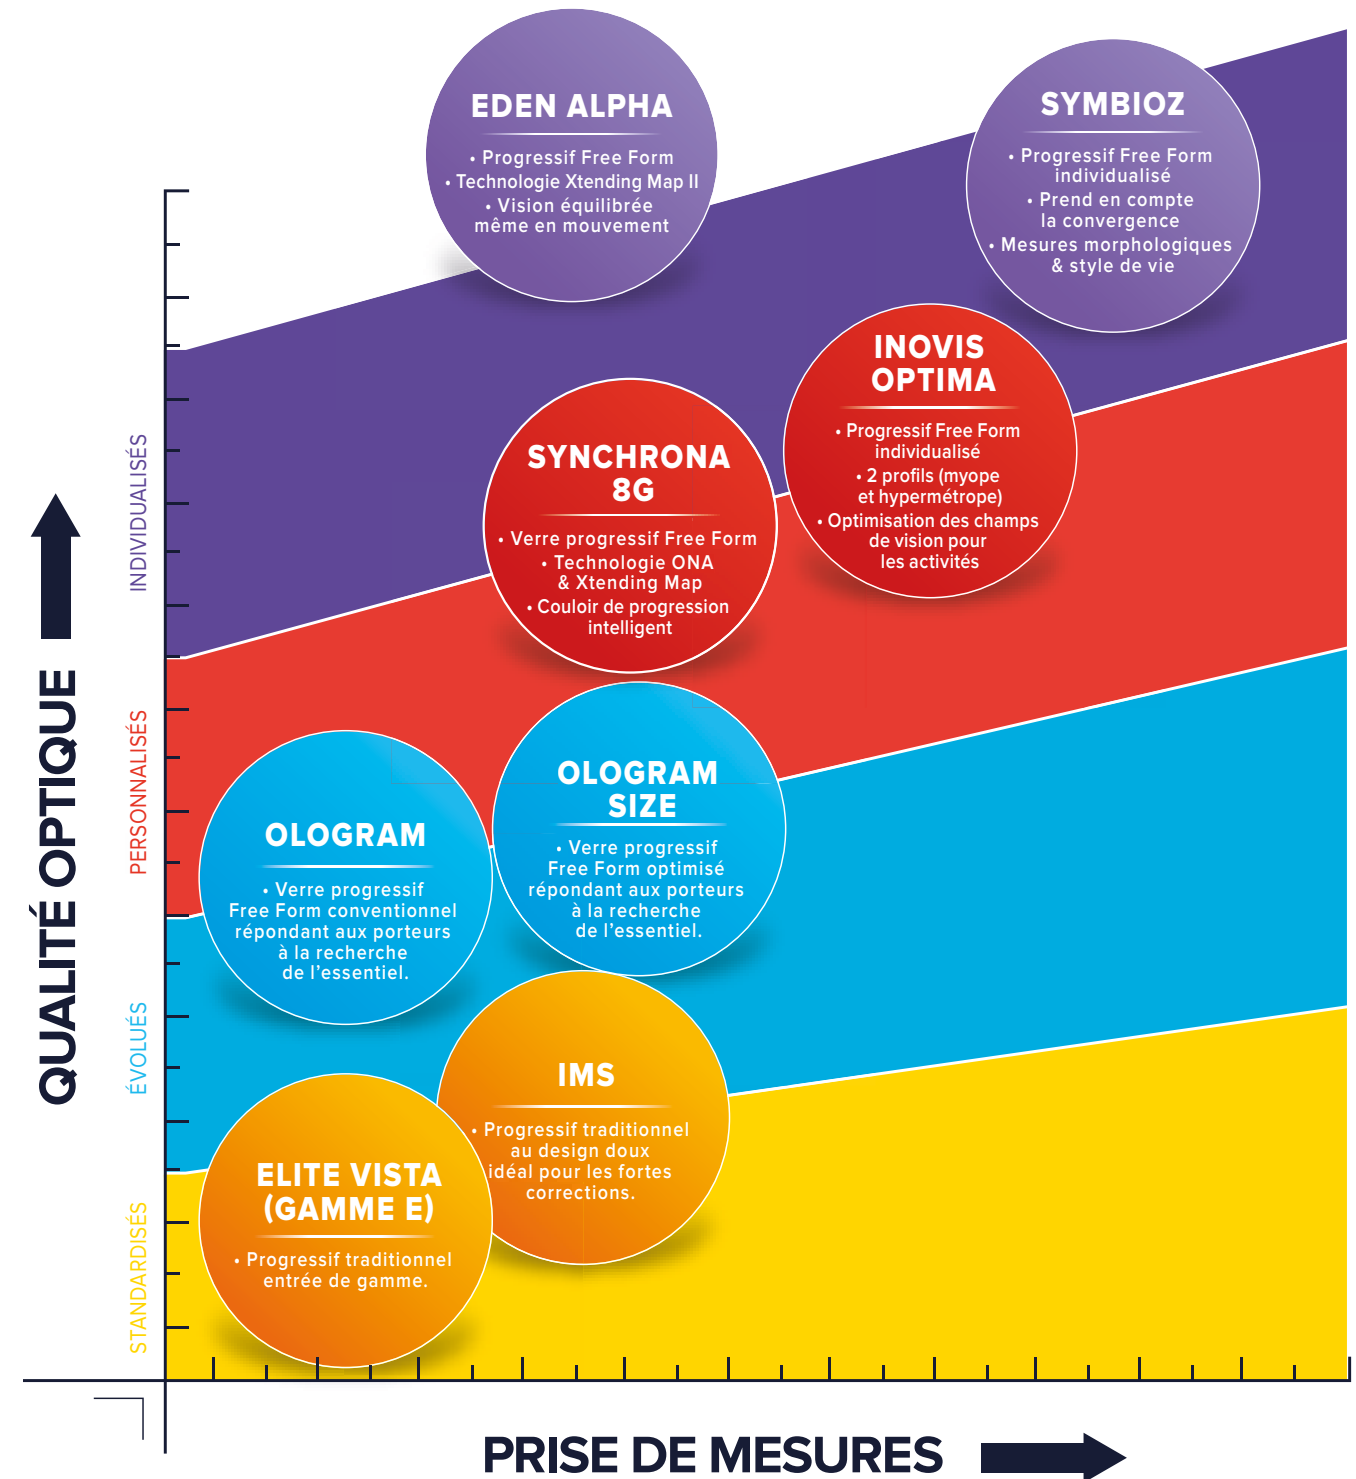 EDEN ALPHA
• Progressif Free Form
• Technologie Xtending Map II
• Vision équilibrée
même en mouvement
SYMBIOZ
• Progressif Free Form
individualisé
• Prend en compte
la convergence
• Mesures morphologiques
& style de vie
INOVIS
OPTIMA
• Progressif Free Form
individualisé
• 2 profils (myope
et hypermétrope)
• Optimisation des champs
de vision pour
les activités
SYNCHRONA
8G
• Verre progressif Free Form
• Technologie ONA
& Xtending Map
• Couloir de progression
intelligent
OLOGRAM
SIZE
• Verre progressif
Free Form optimisé
répondant aux porteurs
à la recherche
de l’essentiel.
OLOGRAM
• Verre progressif
Free Form conventionnel
répondant aux porteurs
à la recherche
de l’essentiel.
IMS
• Progressif traditionnel
au design doux
idéal pour les fortes
corrections.
ELITE VISTA
(GAMME E)
• Progressif traditionnel
entrée de gamme.
INDIVIDUALISÉS
PERSONNALISÉS
ÉVOLUÉS
STANDARDISÉS
QUALITÉ OPTIQUE
PRISE DE MESURES